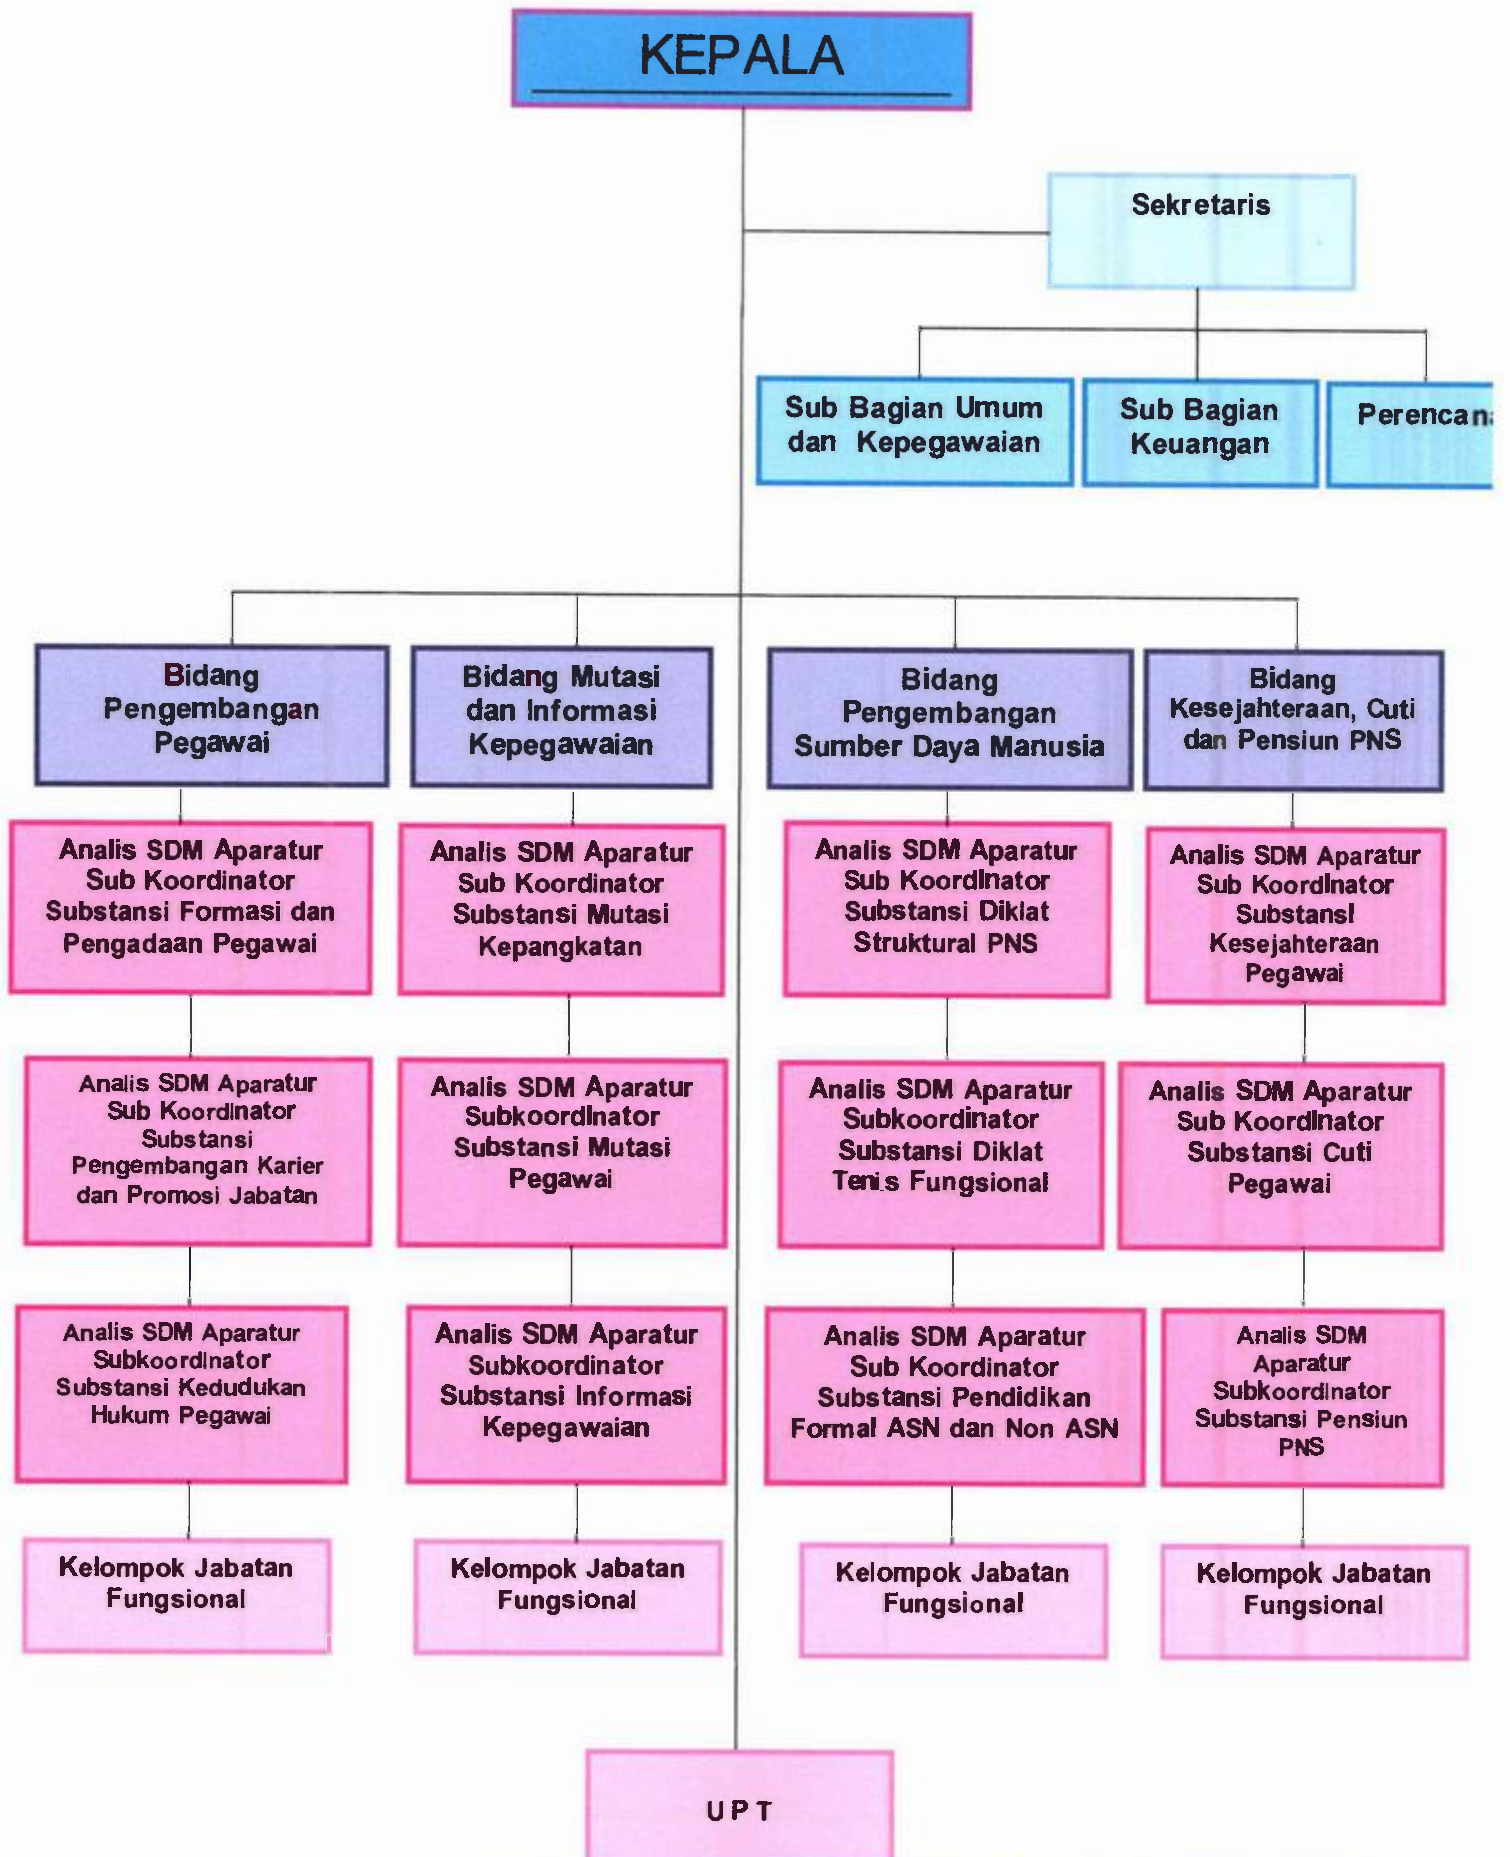 KEPALA
Sekretaris
Sub Bagian Umum
dan Kepegawaian
Sub Bagian
Keuangan
Bidang
Pengembangan
Pegawai
Bidang Mutasi
dan Informasi
Kepegawaian
Bidang
Pengembangan
Sumber Daya Manusia
Bidang
Kesejahteraan, Cuti
dan Pensiun PNS
Analis SDM Aparatur
Sub Koordinator
Substansi Formasi dan
Pengadaan Pegawai
Analis SDM Aparatur
Sub Koordinator
Substansi Mutasi
Kepangkatan
Analis SDM Aparatur
Sub Koordinator
Substansi Diklat
Struktural PNS
Analis SDM Aparatur
Sub Koordinator
Substansi
Kesejahteraan
Pegawai
Analis SDM Aparatur
Sub Koordinator
Substansi
Pengembangan Karier
dan Promosi Jabatan
Analis SDM Aparatur
Subkoordinator
Substansi Mutasi
Pegawai
Analis SDM Aparatur
Subkoordinator
Substansi Diklat
Tenis Fungsional
Analis SDM Aparatur
Sub Koordinator
Substansi Cuti
Pegawai
Analis SDM Aparatur
Subkoordinator
Substansi Kedudukan
Hukum Pegawai
Analis SDM Aparatur
Subkoordinator
Substansi Informasi
Kepegawaian
Analis SDM Aparatur
Sub Koordinator
Substansi Pendidikan
Formal ASN dan Non ASN
Analis SDM
Aparatur
Subkoordinator
Substansi Pensiun
PNS
Kelompok Jabatan
Fungsional
Kelompok Jabatan
Fungsional
Kelompok Jabatan
Fungsional
Kelompok Jabatan
Fungsional
UPT